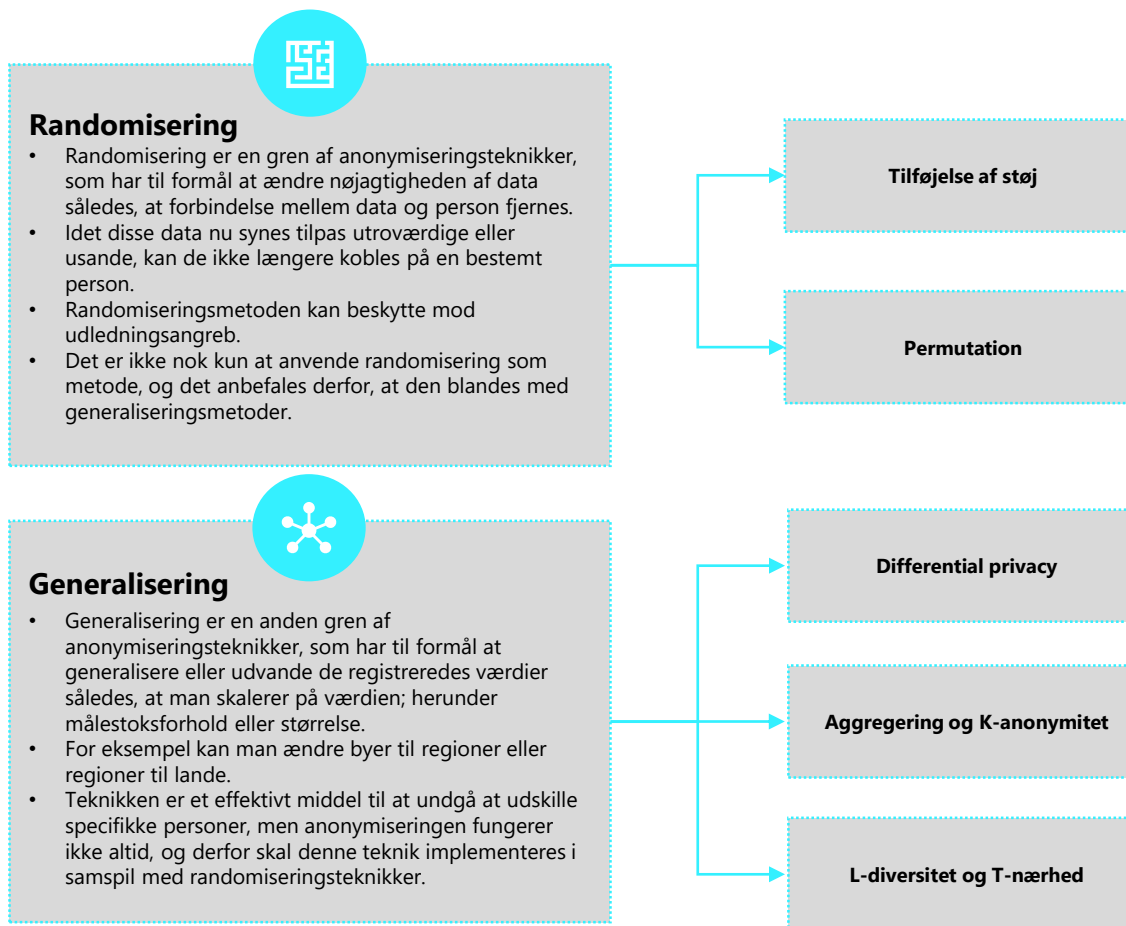 Randomisering
• Randomisering er en gren af anonymiseringsteknikker,
som har til formål at ændre nøjagtigheden af data
således, at forbindelse mellem data og person fjernes.
• Idet disse data nu synes tilpas utroværdige eller
usande, kan de ikke længere kobles på en bestemt
person.
• Randomiseringsmetoden kan beskytte mod
udledningsangreb.
• Det er ikke nok kun at anvende randomisering som
metode, og det anbefales derfor, at den blandes med
generaliseringsmetoder.
Tilføjelse af støj
Permutation
Generalisering
• Generalisering er en anden gren af
anonymiseringsteknikker, som har til formål at
generalisere eller udvande de registreredes værdier
således, at man skalerer på værdien; herunder
målestoksforhold eller størrelse.
• For eksempel kan man ændre byer til regioner eller
regioner til lande.
• Teknikken er et effektivt middel til at undgå at udskille
specifikke personer, men anonymiseringen fungerer
ikke altid, og derfor skal denne teknik implementeres i
samspil med randomiseringsteknikker.
Differential privacy
Aggregering og K-anonymitet
L-diversitet og T-nærhed